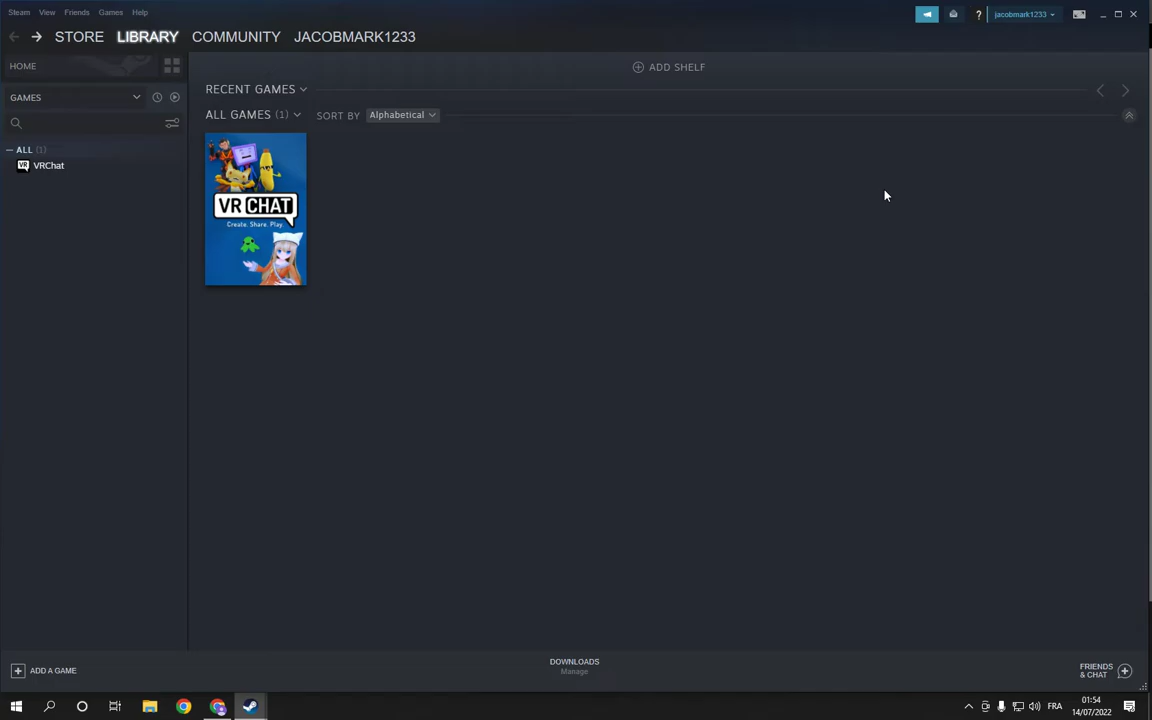 Steam View Friends Games Help
jacobmark1233
STORE LIBRARY COMMUNITY JACOBMARK1233
HOME
ADD SHELF
RECENT GAMES
GAMES
ALL GAMES (1) SORT BY Alphabetical
ALL (1)
VR VRChat
VR CHAT
Create. Share. Play.
ADD A GAME
DOWNLOADS
Manage
FRIENDS
& CHAT
FRA
01:54
14/07/2022